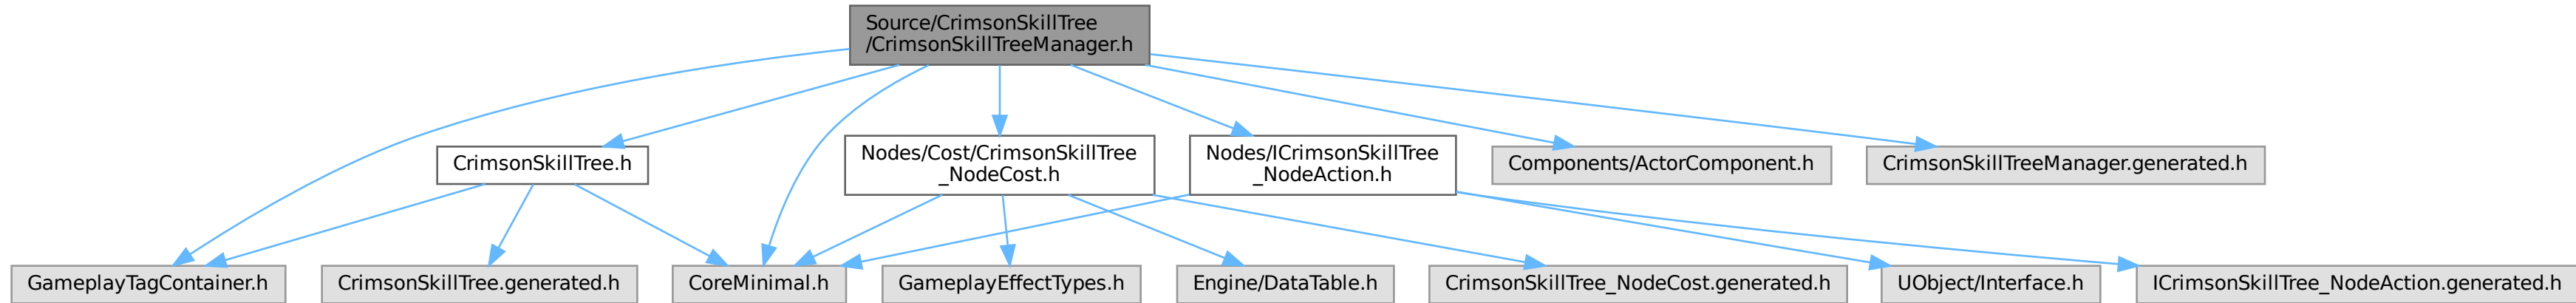 Source/CrimsonSkillTree
/CrimsonSkillTreeManager.h
CrimsonSkillTree.h
Nodes/Cost/CrimsonSkillTree
_NodeCost.h
Nodes/ICrimsonSkillTree
_NodeAction.h
Components/ActorComponent.h
CrimsonSkillTreeManager.generated.h
GameplayTagContainer.h
CrimsonSkillTree.generated.h
CoreMinimal.h
GameplayEffectTypes.h
Engine/DataTable.h
CrimsonSkillTree_NodeCost.generated.h
UObject/Interface.h
ICrimsonSkillTree_NodeAction.generated.h